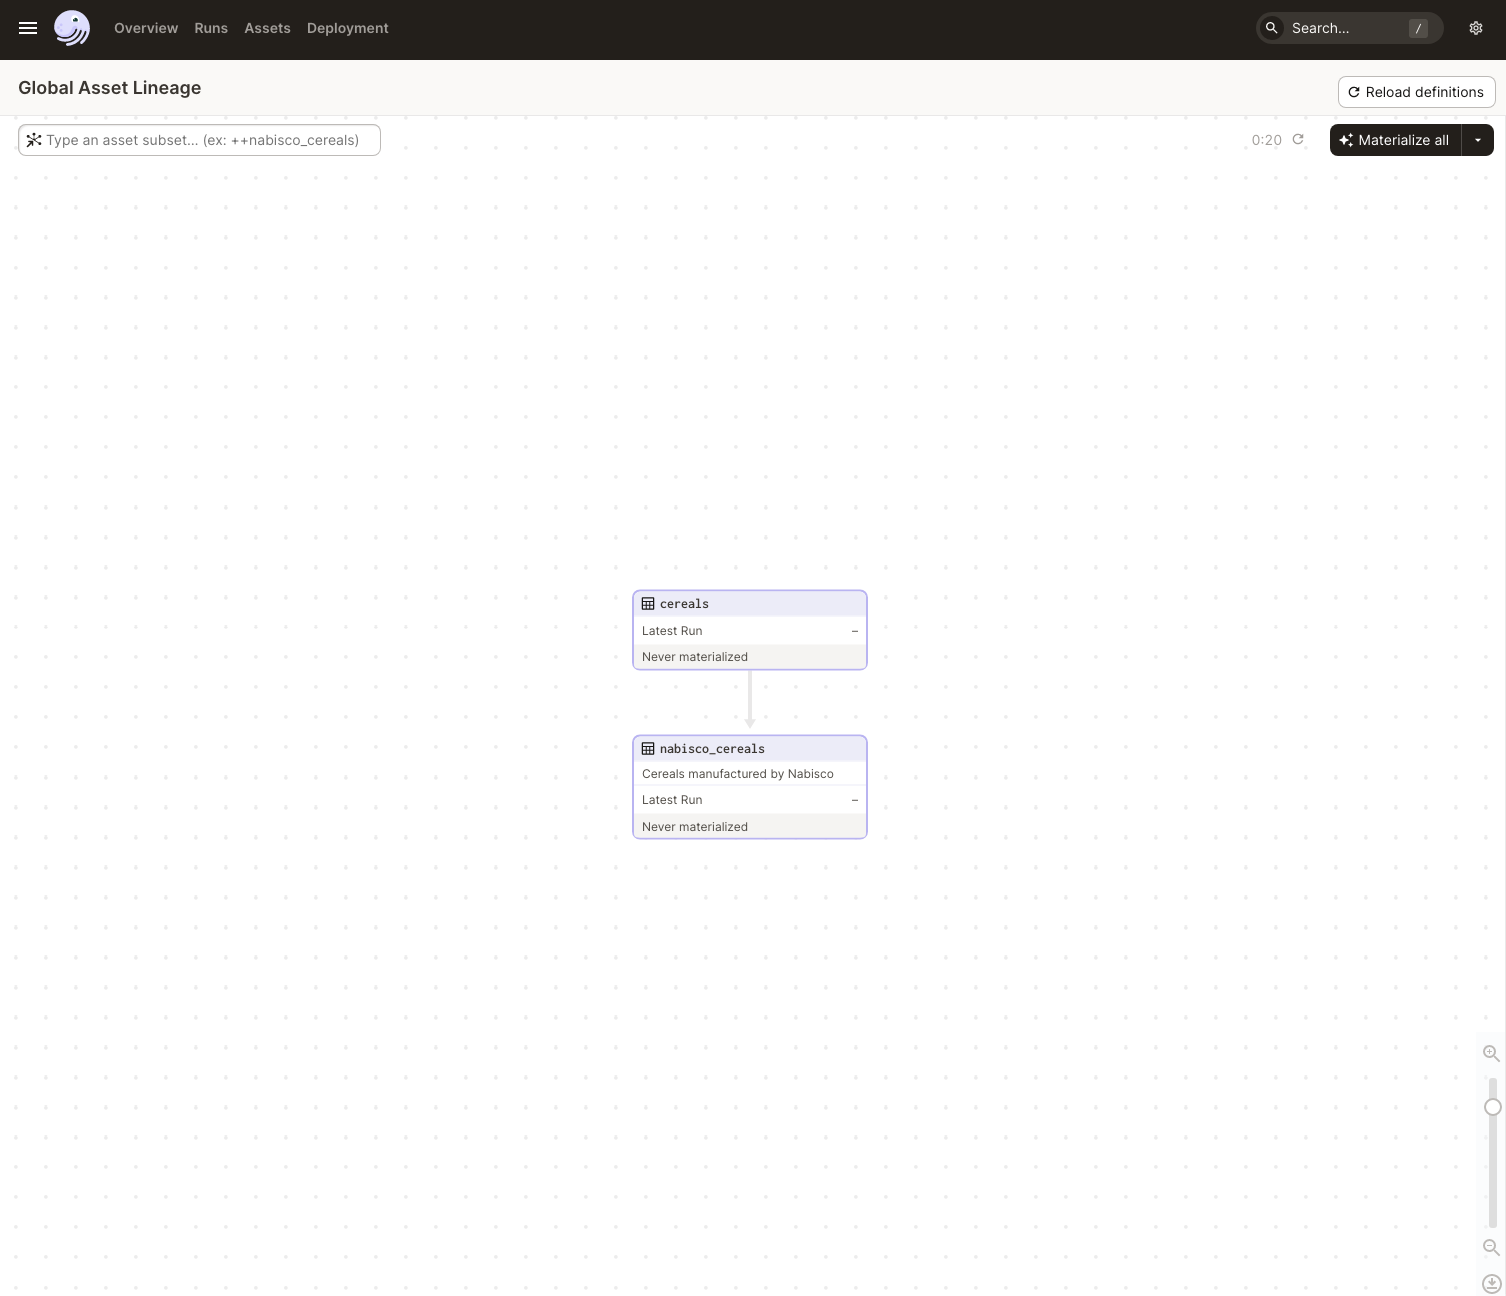 Overview Runs Assets Deployment Search... /
Global Asset Lineage
Reload definitions
Type an asset subset... (ex: ++nabisco_cereals)
0:20
Materialize all
cereals
Latest Run –
Never materialized
nabisco_cereals
Cereals manufactured by Nabisco
Latest Run –
Never materialized